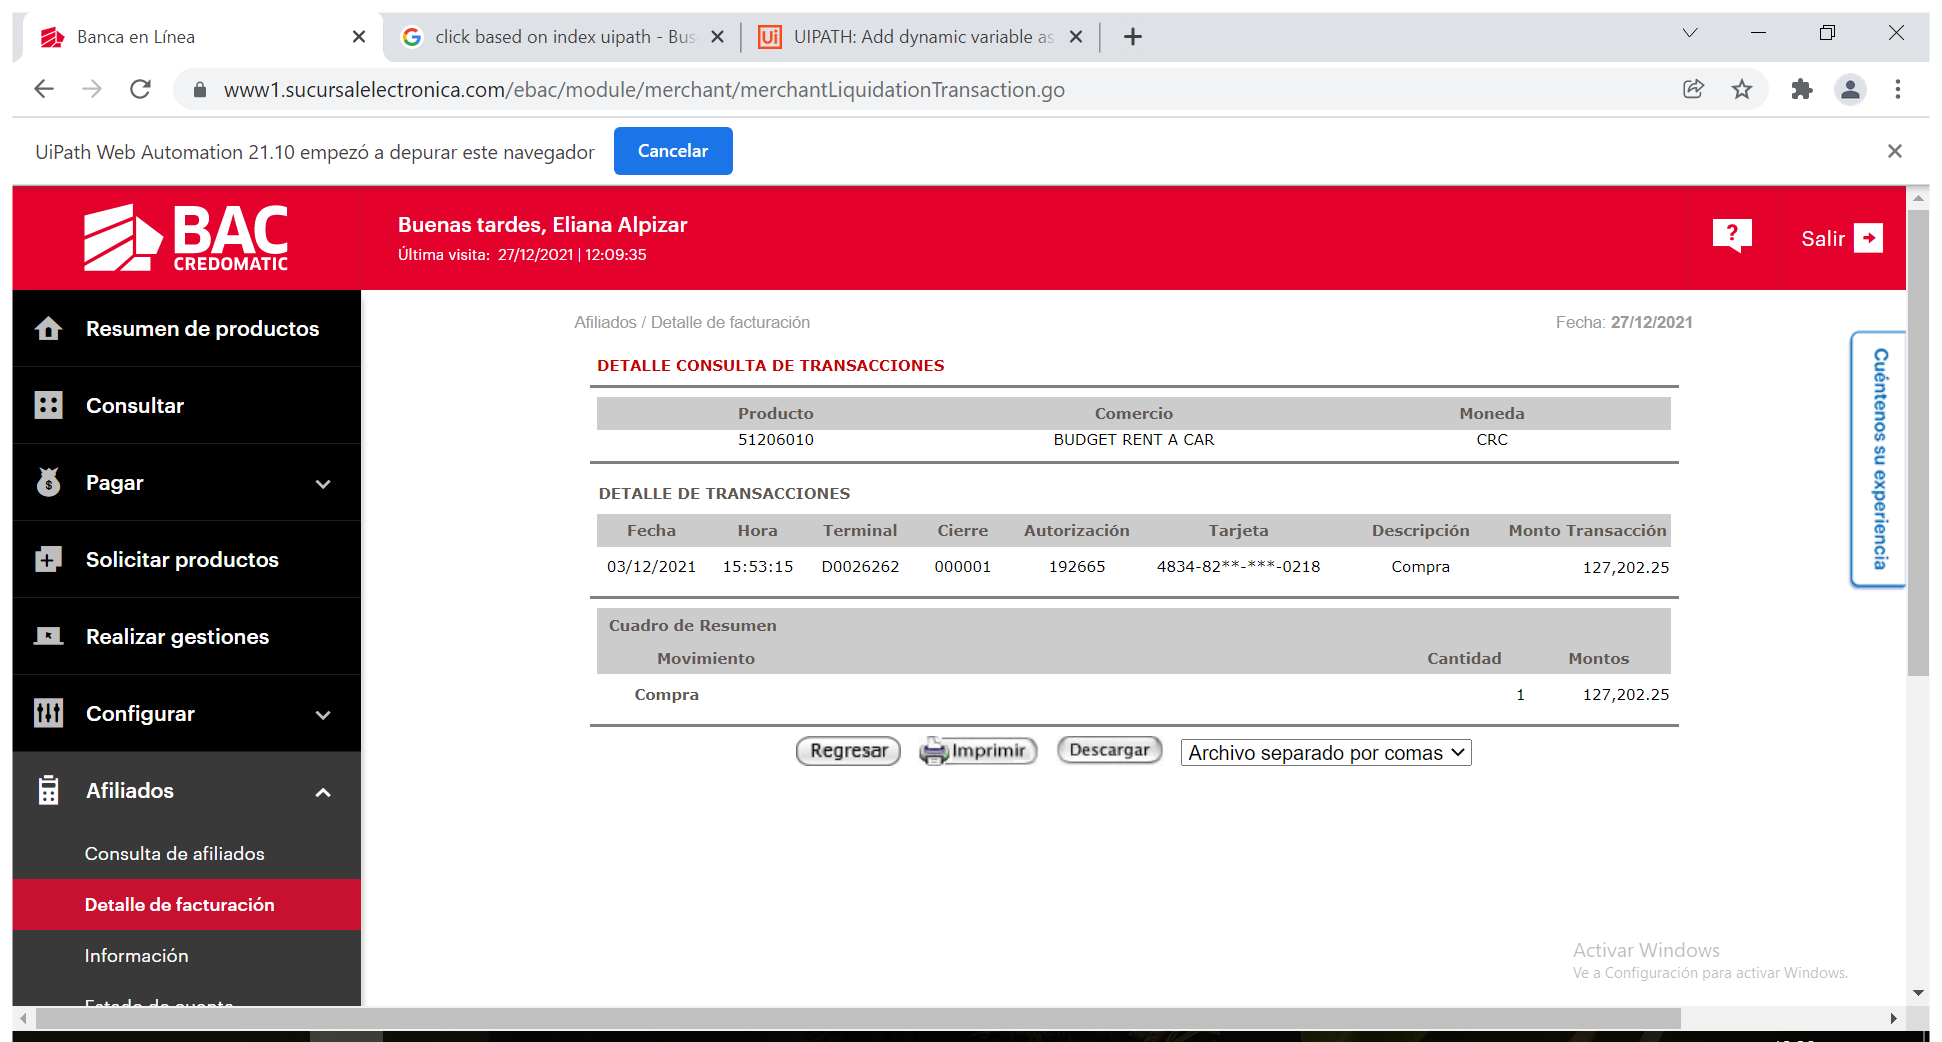 Banca en Línea
click based on index uipath - Bus
UIPATH: Add dynamic variable as
www1.sucursalelectronica.com/ebac/module/merchant/merchantLiquidationTransaction.go
UiPath Web Automation 21.10 empezó a depurar este navegador
Cancelar
BAC
CREDOMATIC
Buenas tardes, Eliana Alpizar
Última visita: 27/12/2021 | 12:09:35
?
Salir
Resumen de productos
Consultar
Pagar
Solicitar productos
Realizar gestiones
Configurar
Afiliados
Consulta de afiliados
Detalle de facturación
Información
Estado de cuenta
Afiliados / Detalle de facturación
Fecha: 27/12/2021
DETALLE CONSULTA DE TRANSACCIONES
Producto Comercio Moneda
51206010 BUDGET RENT A CAR CRC
DETALLE DE TRANSACCIONES
Fecha Hora Terminal Cierre Autorización Tarjeta Descripción Monto Transacción
03/12/2021 15:53:15 D0026262 000001 192665 4834-82**-***-0218 Compra 127,202.25
Cuadro de Resumen
Movimiento Cantidad Montos
Compra 1 127,202.25
Regresar Imprimir Descargar Archivo separado por comas
Cuéntenos su experiencia
Activar Windows
Ve a Configuración para activar Windows.